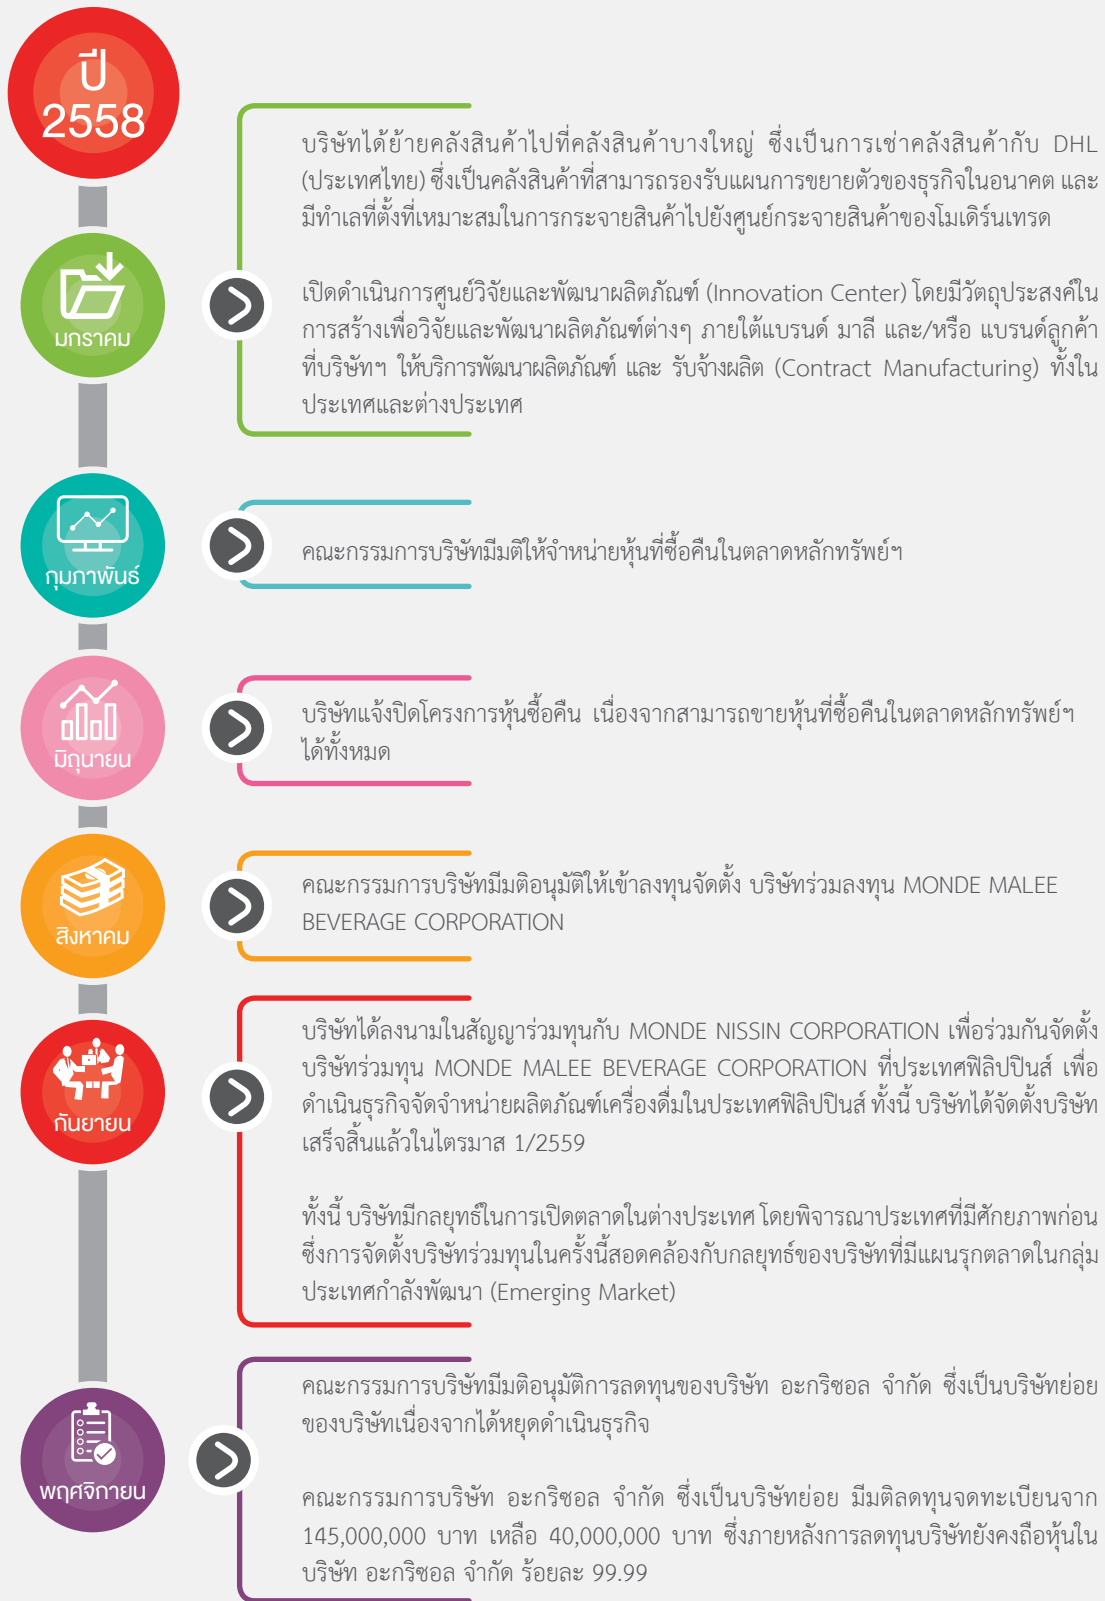 ปี
2558
บริษัทได้ย้ายคลังสินค้าไปที่คลังสินค้าบางใหญ่ ซึ่งเป็นการเช่าคลังสินค้ากับ DHL
(ประเทศไทย) ซึ่งเป็นคลังสินค้าที่สามารถรองรับแผนการขยายตัวของธุรกิจในอนาคต และ
มีทำเลที่ตั้งที่เหมาะสมในการกระจายสินค้าไปยังศูนย์กระจายสินค้าของโมเดิร์นเทรด
มกราคม
เปิดดำเนินการศูนย์วิจัยและพัฒนาผลิตภัณฑ์ (Innovation Center) โดยมีวัตถุประสงค์ใน
การสร้างเพื่อวิจัยและพัฒนาผลิตภัณฑ์ต่างๆ ภายใต้แบรนด์ มาลี และ/หรือ แบรนด์ลูกค้า
ที่บริษัทฯ ให้บริการพัฒนาผลิตภัณฑ์ และ รับจ้างผลิต (Contract Manufacturing) ทั้งใน
ประเทศและต่างประเทศ
กุมภาพันธ์
คณะกรรมการบริษัทมีมติให้จำหน่ายหุ้นที่ซื้อคืนในตลาดหลักทรัพย์ฯ
มิถุนายน
บริษัทแจ้งปิดโครงการหุ้นซื้อคืน เนื่องจากสามารถขายหุ้นที่ซื้อคืนในตลาดหลักทรัพย์ฯ
ได้ทั้งหมด
สิงหาคม
คณะกรรมการบริษัทมีมติอนุมัติให้เข้าลงทุนจัดตั้ง บริษัทร่วมลงทุน MONDE MALEE
BEVERAGE CORPORATION
กันยายน
บริษัทได้ลงนามในสัญญาร่วมทุนกับ MONDE NISSIN CORPORATION เพื่อร่วมกันจัดตั้ง
บริษัทร่วมทุน MONDE MALEE BEVERAGE CORPORATION ที่ประเทศฟิลิปปินส์ เพื่อ
ดำเนินธุรกิจจัดจำหน่ายผลิตภัณฑ์เครื่องดื่มในประเทศฟิลิปปินส์ ทั้งนี้ บริษัทได้จัดตั้งบริษัท
เสร็จสิ้นแล้วในไตรมาส 1/2559
ทั้งนี้ บริษัทมีกลยุทธ์ในการเปิดตลาดในต่างประเทศ โดยพิจารณาประเทศที่มีศักยภาพก่อน
ซึ่งการจัดตั้งบริษัทร่วมทุนในครั้งนี้สอดคล้องกับกลยุทธ์ของบริษัทที่มีแผนรุกตลาดในกลุ่ม
ประเทศกำลังพัฒนา (Emerging Market)
พฤศจิกายน
คณะกรรมการบริษัทมีมติอนุมัติการลดทุนของบริษัท อะกริซอล จำกัด ซึ่งเป็นบริษัทย่อย
ของบริษัทเนื่องจากได้หยุดดำเนินธุรกิจ
คณะกรรมการบริษัท อะกริซอล จำกัด ซึ่งเป็นบริษัทย่อย มีมติลดทุนจดทะเบียนจาก
145,000,000 บาท เหลือ 40,000,000 บาท ซึ่งภายหลังการลดทุนบริษัทยังคงถือหุ้นใน
บริษัท อะกริซอล จำกัด ร้อยละ 99.99